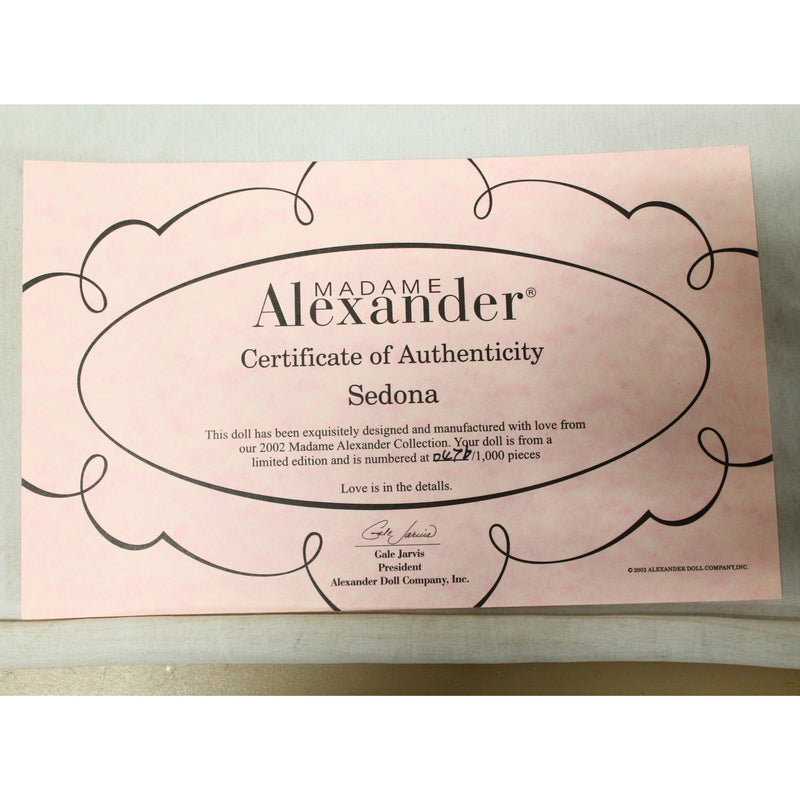 MADAME
Alexander®
Certificate of Authenticity
Sedona
This doll has been exquisitely designed and manufactured with love from
our 2002 Madame Alexander Collection. Your doll is from a
limited edition and is numbered at /1,000 pieces
Love is in the details.
Gale Jarvis
Gale Jarvis
President
Alexander Doll Company, Inc.
© 2002 ALEXANDER DOLL COMPANY, INC.